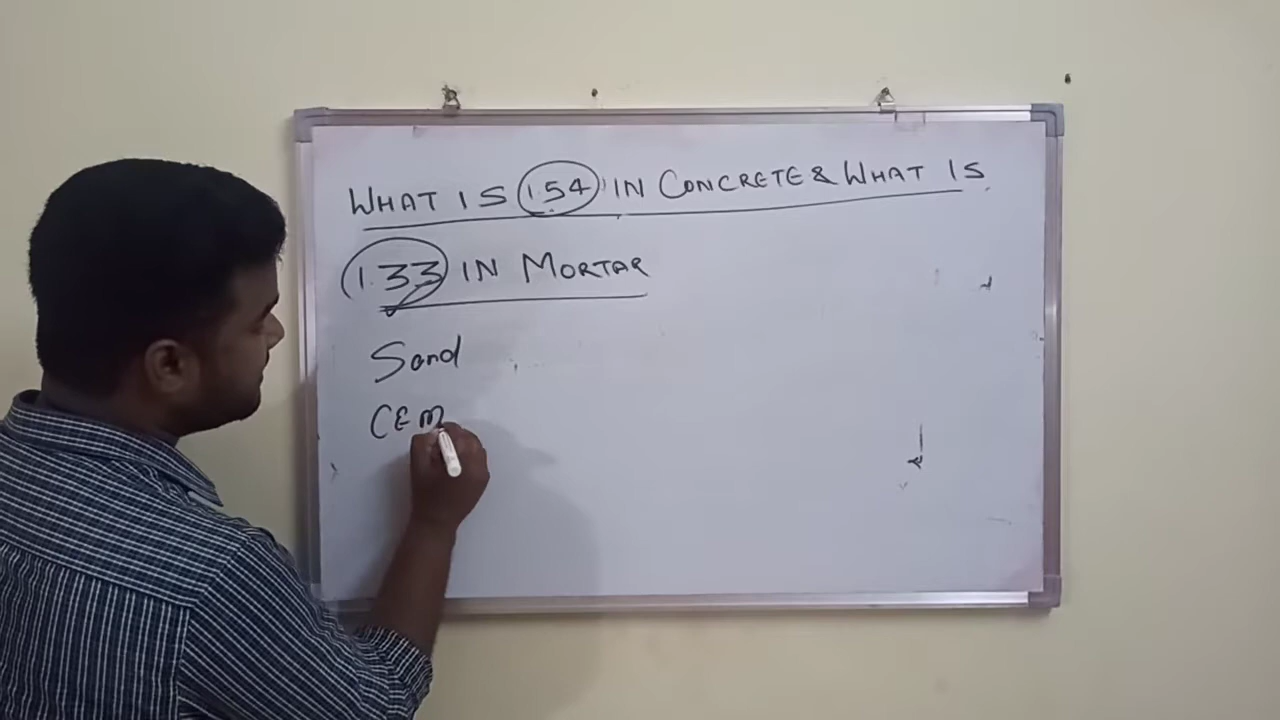 WHAT IS 1.54 IN CONCRETE & WHAT IS
1.33 IN MORTAR
Sand
CEM